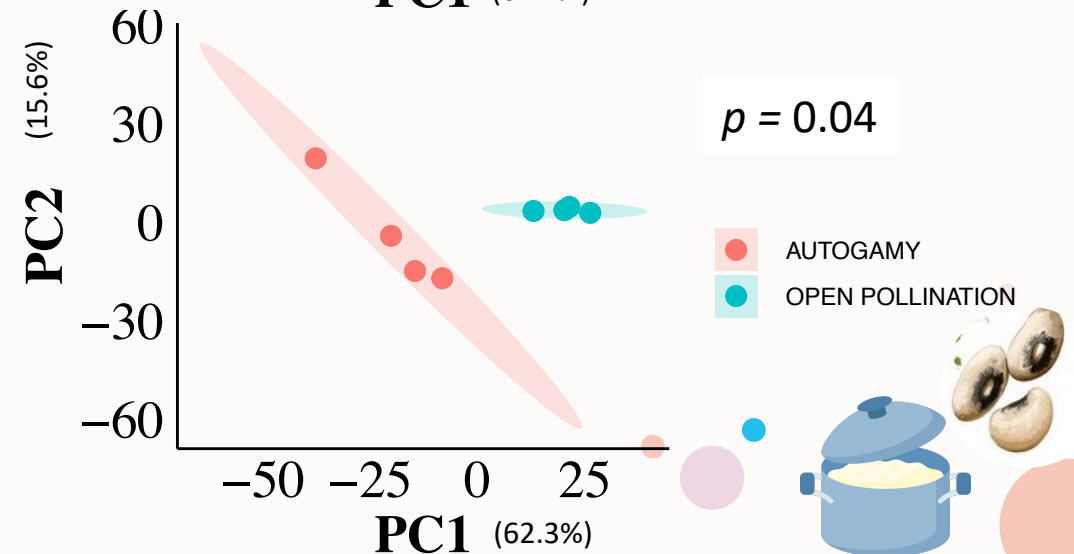 60
(15.6%)
30
p = 0.04
PC2
0
AUTOGAMY
OPEN POLLINATION
−30
−60
−50 −25 0 25
PC1 (62.3%)